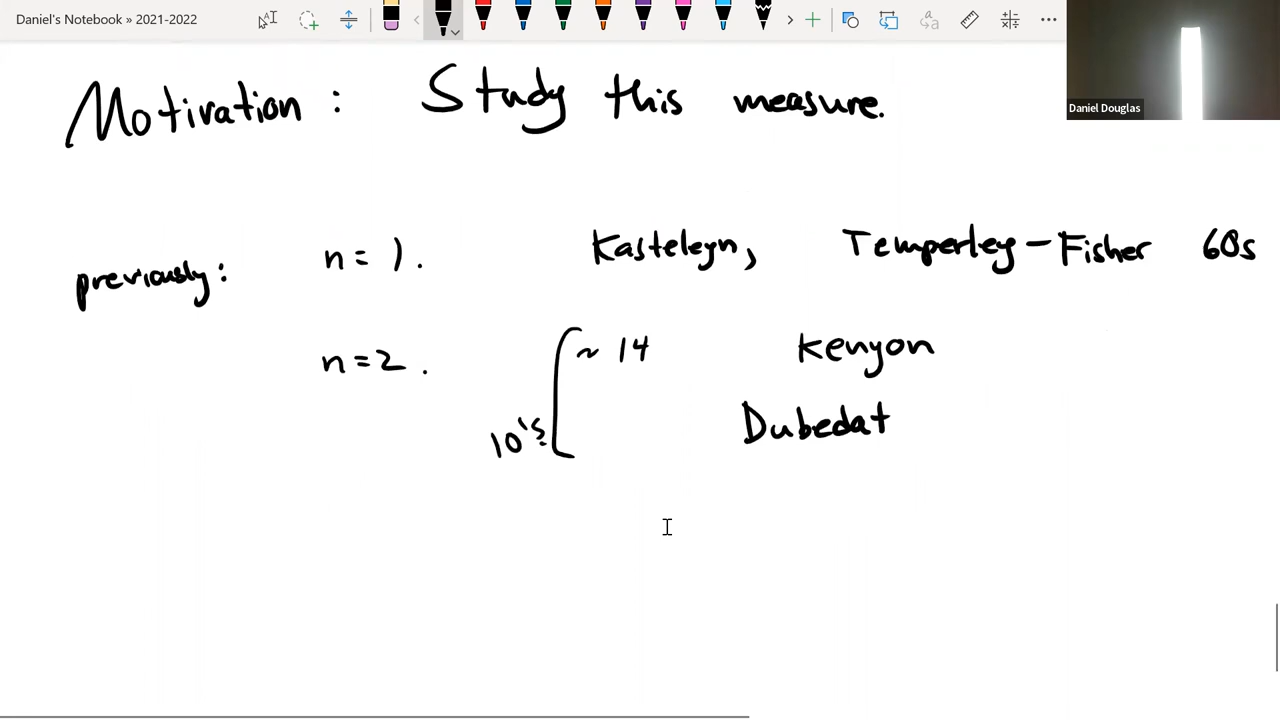 Daniel's Notebook » 2021-2022
Daniel Douglas
Motivation: Study this measure.
previously: n = 1. Kasteleyn, Temperley-Fisher 60s
n = 2. ~ 14 Kenyon
10's Dubedat